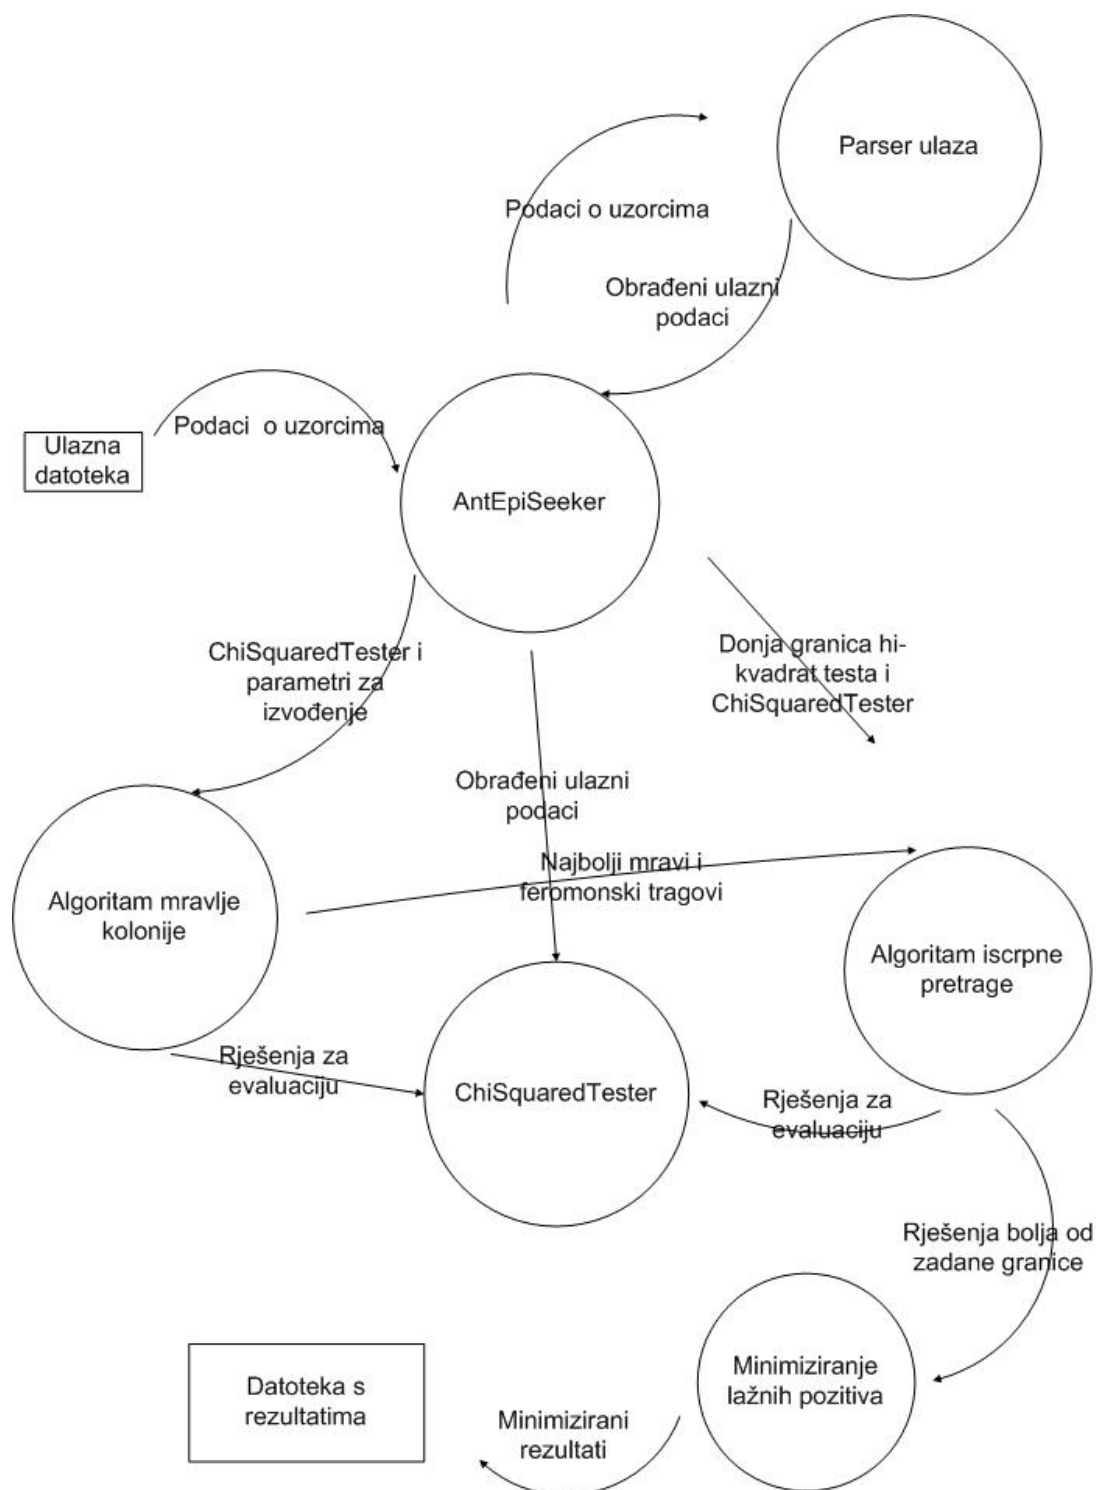 Parser ulaza
Podaci o uzorcima
Obrađeni ulazni
podaci
Podaci  o uzorcima
Ulazna
datoteka
AntEpiSeeker
ChiSquaredTester i
parametri za
izvođenje
Donja granica hi-
kvadrat testa i
ChiSquaredTester
Obrađeni ulazni
podaci
Najbolji mravi i
feromonski tragovi
Algoritam mravlje
kolonije
Algoritam iscrpne
pretrage
Rješenja za
evaluaciju
ChiSquaredTester
Rješenja za
evaluaciju
Rješenja bolja od
zadane granice
Minimiziranje
lažnih pozitiva
Datoteka s
rezultatima
Minimizirani
rezultati